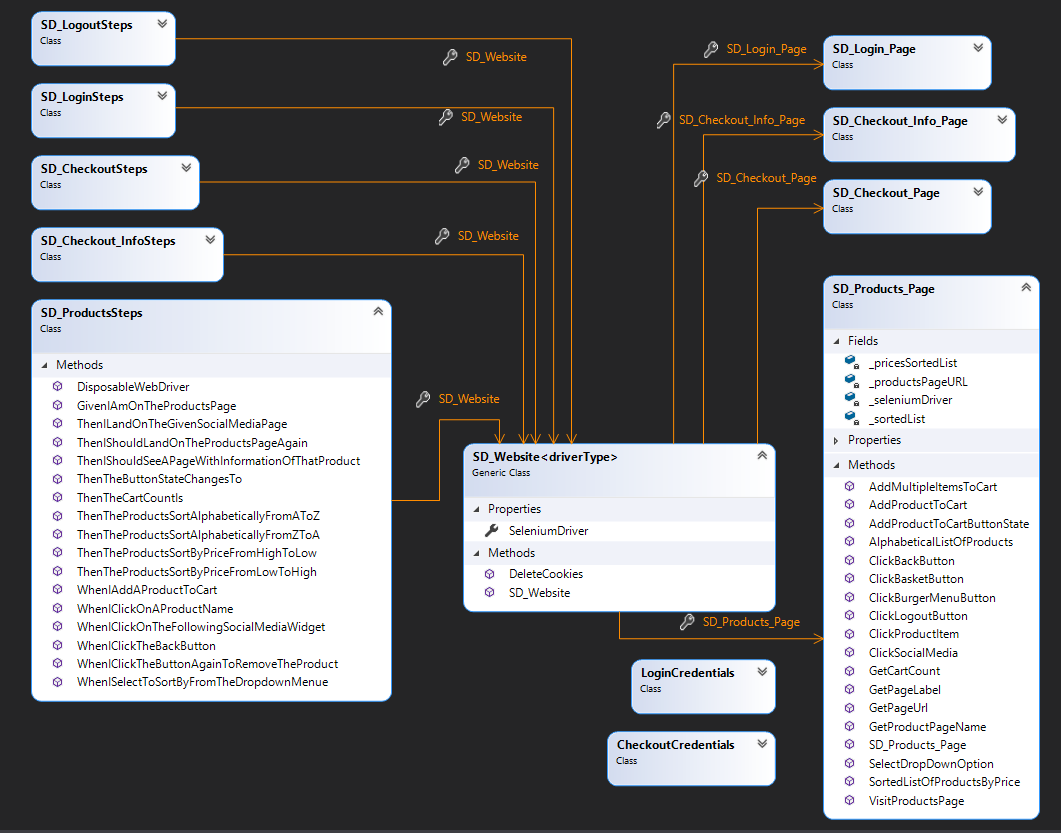 SD_LogoutSteps
Class
SD_Website
SD_LoginSteps
Class
SD_Website
SD_CheckoutSteps
Class
SD_Website
SD_Checkout_InfoSteps
Class
SD_Website
SD_ProductsSteps
Class
Methods
DisposableWebDriver
GivenIAmOnTheProductsPage
ThenILandOnTheGivenSocialMediaPage
ThenIShouldLandOnTheProductsPageAgain
ThenIShouldSeeAPageWithInformationOfThatProduct
ThenTheButtonStateChangesTo
ThenTheCartCountIs
ThenTheProductsSortAlphabeticallyFromAToZ
ThenTheProductsSortAlphabeticallyFromZToA
ThenTheProductsSortByPriceFromHighToLow
ThenTheProductsSortByPriceFromLowToHigh
WhenIAddAProductToCart
WhenIClickOnAProductName
WhenIClickOnTheFollowingSocialMediaWidget
WhenIClickTheBackButton
WhenIClickTheButtonAgainToRemoveTheProduct
WhenISelectToSortByFromTheDropdownMenue
SD_Website
SD_Website<driverType>
Generic Class
Properties
SeleniumDriver
Methods
DeleteCookies
SD_Website
SD_Products_Page
LoginCredentials
Class
CheckoutCredentials
Class
SD_Login_Page
SD_Login_Page
Class
SD_Checkout_Info_Page
SD_Checkout_Info_Page
Class
SD_Checkout_Page
SD_Checkout_Page
Class
SD_Products_Page
Class
Fields
_pricesSortedList
_productsPageURL
_seleniumDriver
_sortedList
Properties
Methods
AddMultipleItemsToCart
AddProductToCart
AddProductToCartButtonState
AlphabeticalListOfProducts
ClickBackButton
ClickBasketButton
ClickBurgerMenuButton
ClickLogoutButton
ClickProductItem
ClickSocialMedia
GetCartCount
GetPageLabel
GetPageUrl
GetProductPageName
SD_Products_Page
SelectDropDownOption
SortedListOfProductsByPrice
VisitProductsPage